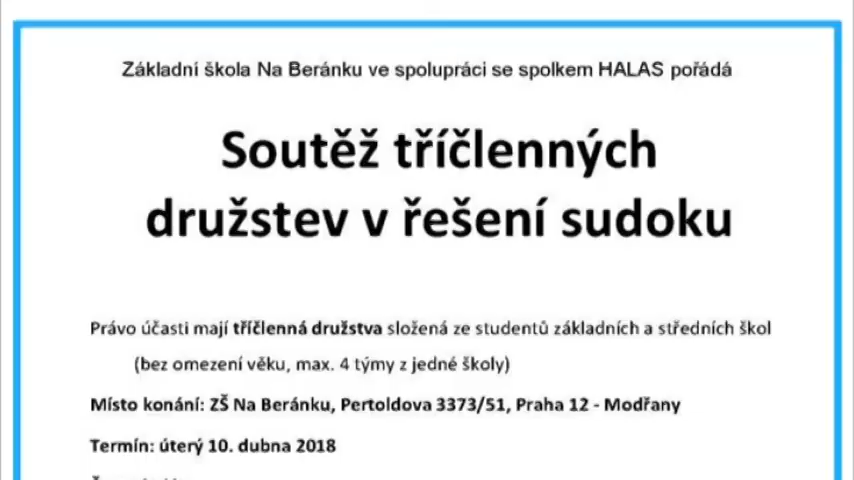 Základní škola Na Beránku ve spolupráci se spolkem HALAS pořádá
Soutěž tříčlenných
družstev v řešení sudoku
Právo účasti mají tříčlenná družstva složená ze studentů základních a středních škol
(bez omezení věku, max. 4 týmy z jedné školy)
Místo konání: ZŠ Na Beránku, Pertoldova 3373/51, Praha 12 - Modřany
Termín: úterý 10. dubna 2018